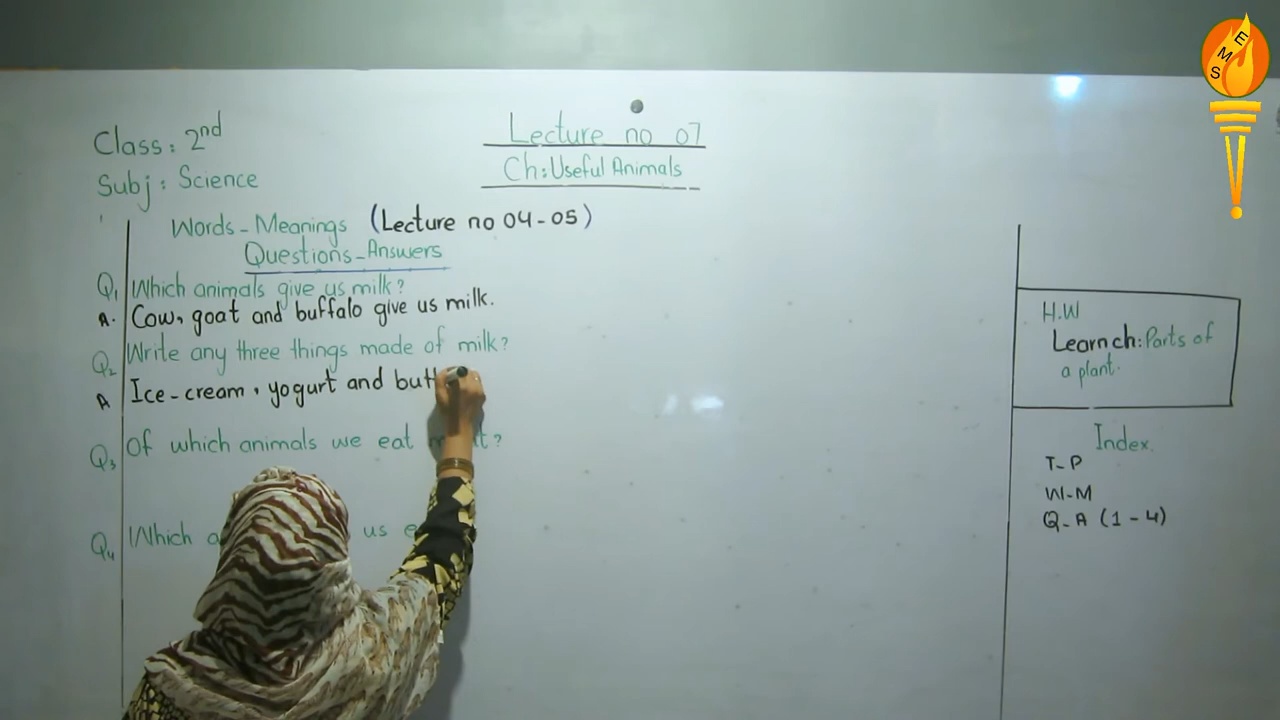 E M S
Class: 2nd
Subj: Science
Lecture no 07
Ch: Useful Animals
Words - Meanings (Lecture no 04-05)
Questions - Answers
Q1 Which animals give us milk?
A. Cow, goat and buffalo give us milk.
Q2 Write any three things made of milk?
A Ice-cream, yogurt and butt
Q3 Of which animals we eat ?
Q4 Which us
H.W
Learn ch: Parts of
a plant.
Index.
T-P
W-M
Q-A (1-4)